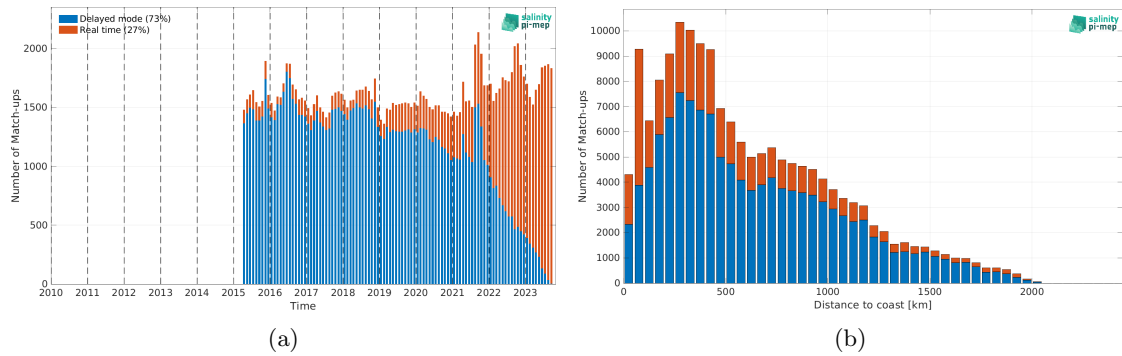 Delayed mode (73%)
Real time (27%)
salinity
pi-mep
Number of Match-ups
2000
1500
1000
500
0
2010 2011 2012 2013 2014 2015 2016 2017 2018 2019 2020 2021 2022 2023
Time
(a)
salinity
pi-mep
Number of Match-ups
10000
9000
8000
7000
6000
5000
4000
3000
2000
1000
0
0 500 1000 1500 2000
Distance to coast [km]
(b)